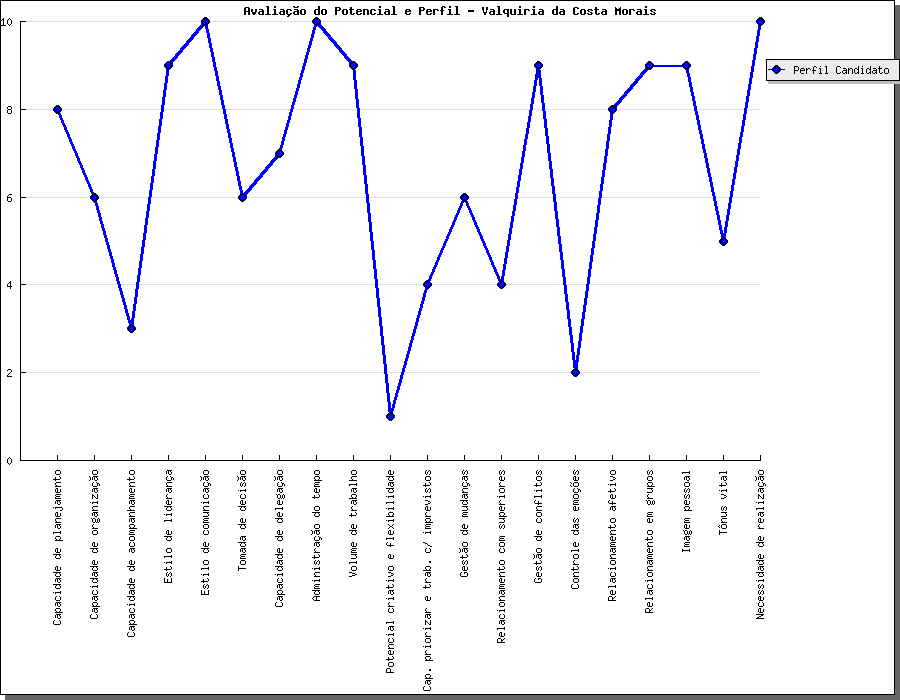 Avaliação do Potencial e Perfil - Valquiria da Costa Morais
10
8
6
4
2
0
Perfil Candidato
Capacidade de planejamento
Capacidade de organização
Capacidade de acompanhamento
Estilo de liderança
Estilo de comunicação
Tomada de decisão
Capacidade de delegação
Administração do tempo
Volume de trabalho
Potencial criativo e flexibilidade
Cap. priorizar e trab. c/ imprevistos
Gestão de mudanças
Relacionamento com superiores
Gestão de conflitos
Controle das emoções
Relacionamento afetivo
Relacionamento em grupos
Imagem pessoal
Tônus vital
Necessidade de realização